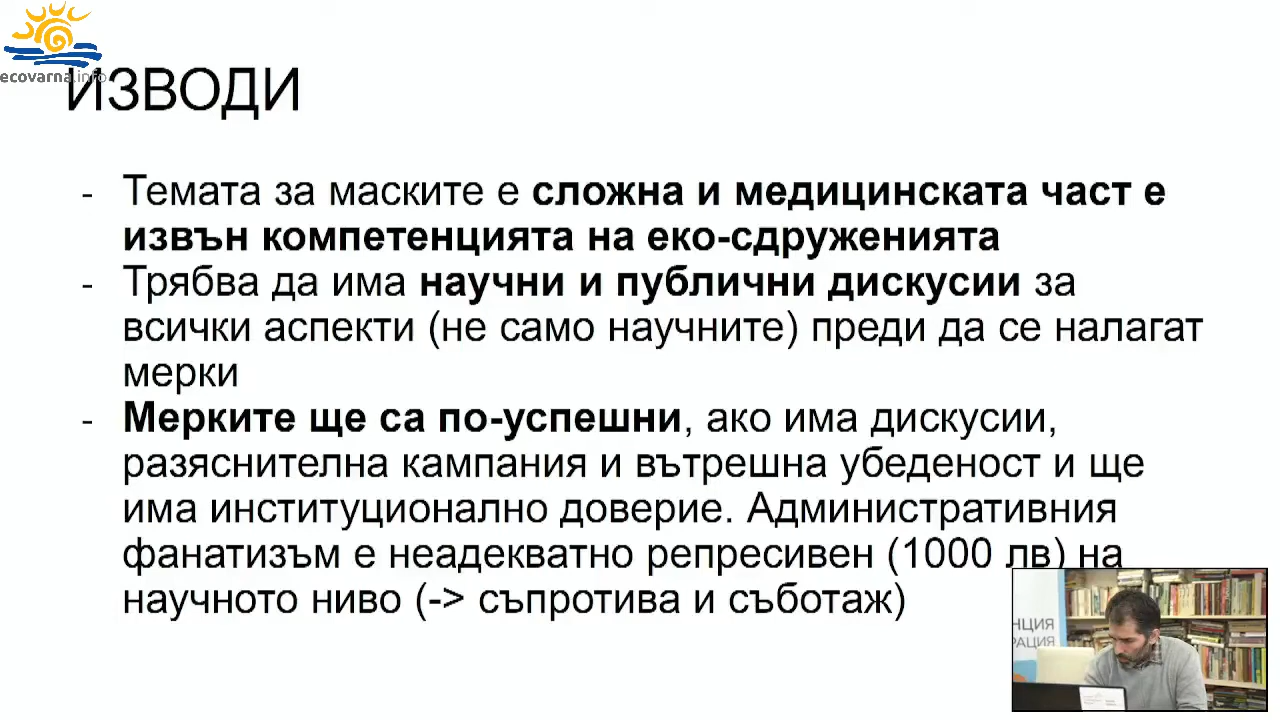 ecovarna.info
ИЗВОДИ
- Темата за маските е сложна и медицинската част е
извън компетенцията на еко-сдруженията
- Трябва да има научни и публични дискусии за
всички аспекти (не само научните) преди да се налагат
мерки
- Мерките ще са по-успешни, ако има дискусии,
разяснителна кампания и вътрешна убеденост и ще
има институционално доверие. Административния
фанатизъм е неадекватно репресивен (1000 лв) на
научното ниво (-> съпротива и съботаж)
НЦИЯ
РАЦИЯ